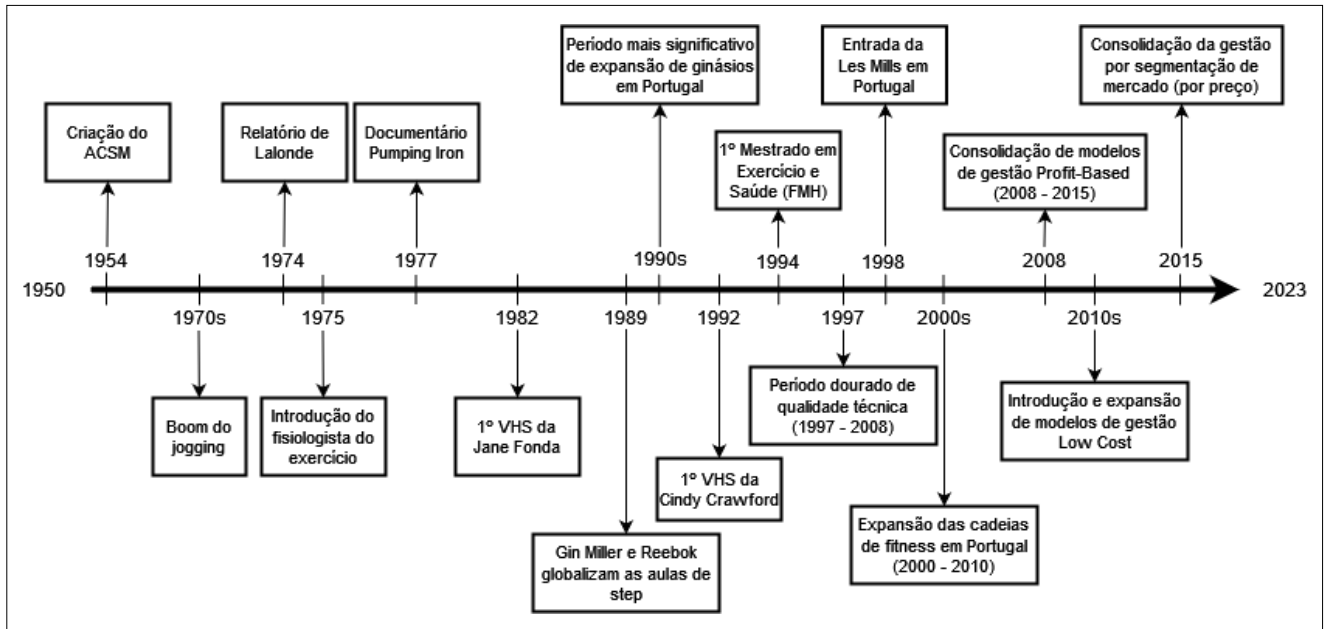 Período mais significativo
de expansão de ginásios
em Portugal
Entrada da
Les Mills em
Portugal
Consolidação da gestão
por segmentação de
mercado (por preço)
Criação do
ACSM
Relatório de
Lalonde
Documentário
Pumping Iron
1º Mestrado em
Exercício e
Saúde (FMH)
Consolidação de modelos
de gestão Profit-Based
(2008 - 2015)
1954
1974
1977
1990s
1994
1998
2008
2015
1950
2023
1970s
1975
1982
1989
1992
1997
2000s
2010s
Boom do
jogging
Introdução do
fisiologista do
exercício
1º VHS da
Jane Fonda
Período dourado de
qualidade técnica
(1997 - 2008)
Introdução e expansão
de modelos de gestão
Low Cost
1º VHS da
Cindy Crawford
Gin Miller e Reebok
globalizam as aulas de
step
Expansão das cadeias
de fitness em Portugal
(2000 - 2010)